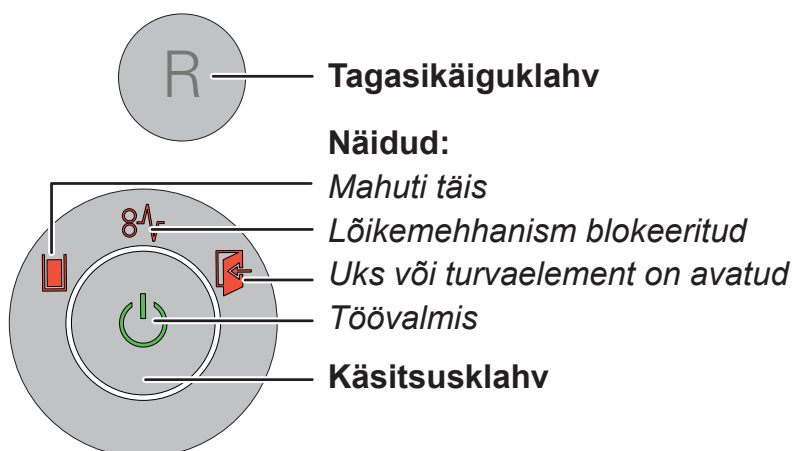 R
Tagasikäiguklahv
Näidud:
Mahuti täis
Lõikemehhanism blokeeritud
Uks või turvaelement on avatud
Töövalmis
Käsitsusklahv